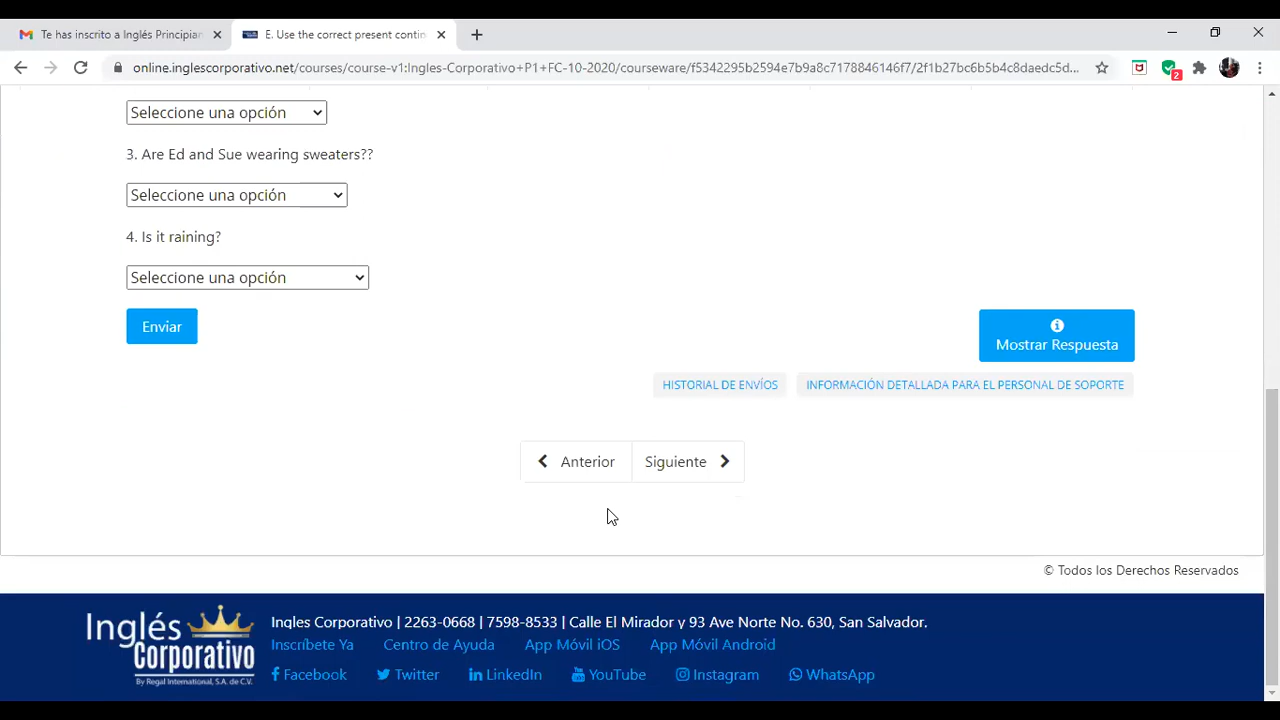 Te has inscrito a Inglés Principian
E. Use the correct present contin
online.inglescorporativo.net/courses/course-v1:Ingles-Corporativo+P1+FC-10-2020/courseware/f5342295b2594e7b9a8c7178846146f7/2f1b27bc6b5b4c8daedc5d...
2
Seleccione una opción
3. Are Ed and Sue wearing sweaters??
Seleccione una opción
4. Is it raining?
Seleccione una opción
Enviar
Mostrar Respuesta
HISTORIAL DE ENVÍOS
INFORMACIÓN DETALLADA PARA EL PERSONAL DE SOPORTE
Anterior
Siguiente
© Todos los Derechos Reservados
Inglés Corporativo
By Regal International, S.A. de C.V.
Ingles Corporativo | 2263-0668 | 7598-8533 | Calle El Mirador y 93 Ave Norte No. 630, San Salvador.
Inscríbete Ya Centro de Ayuda App Móvil iOS App Móvil Android
Facebook Twitter LinkedIn YouTube Instagram WhatsApp